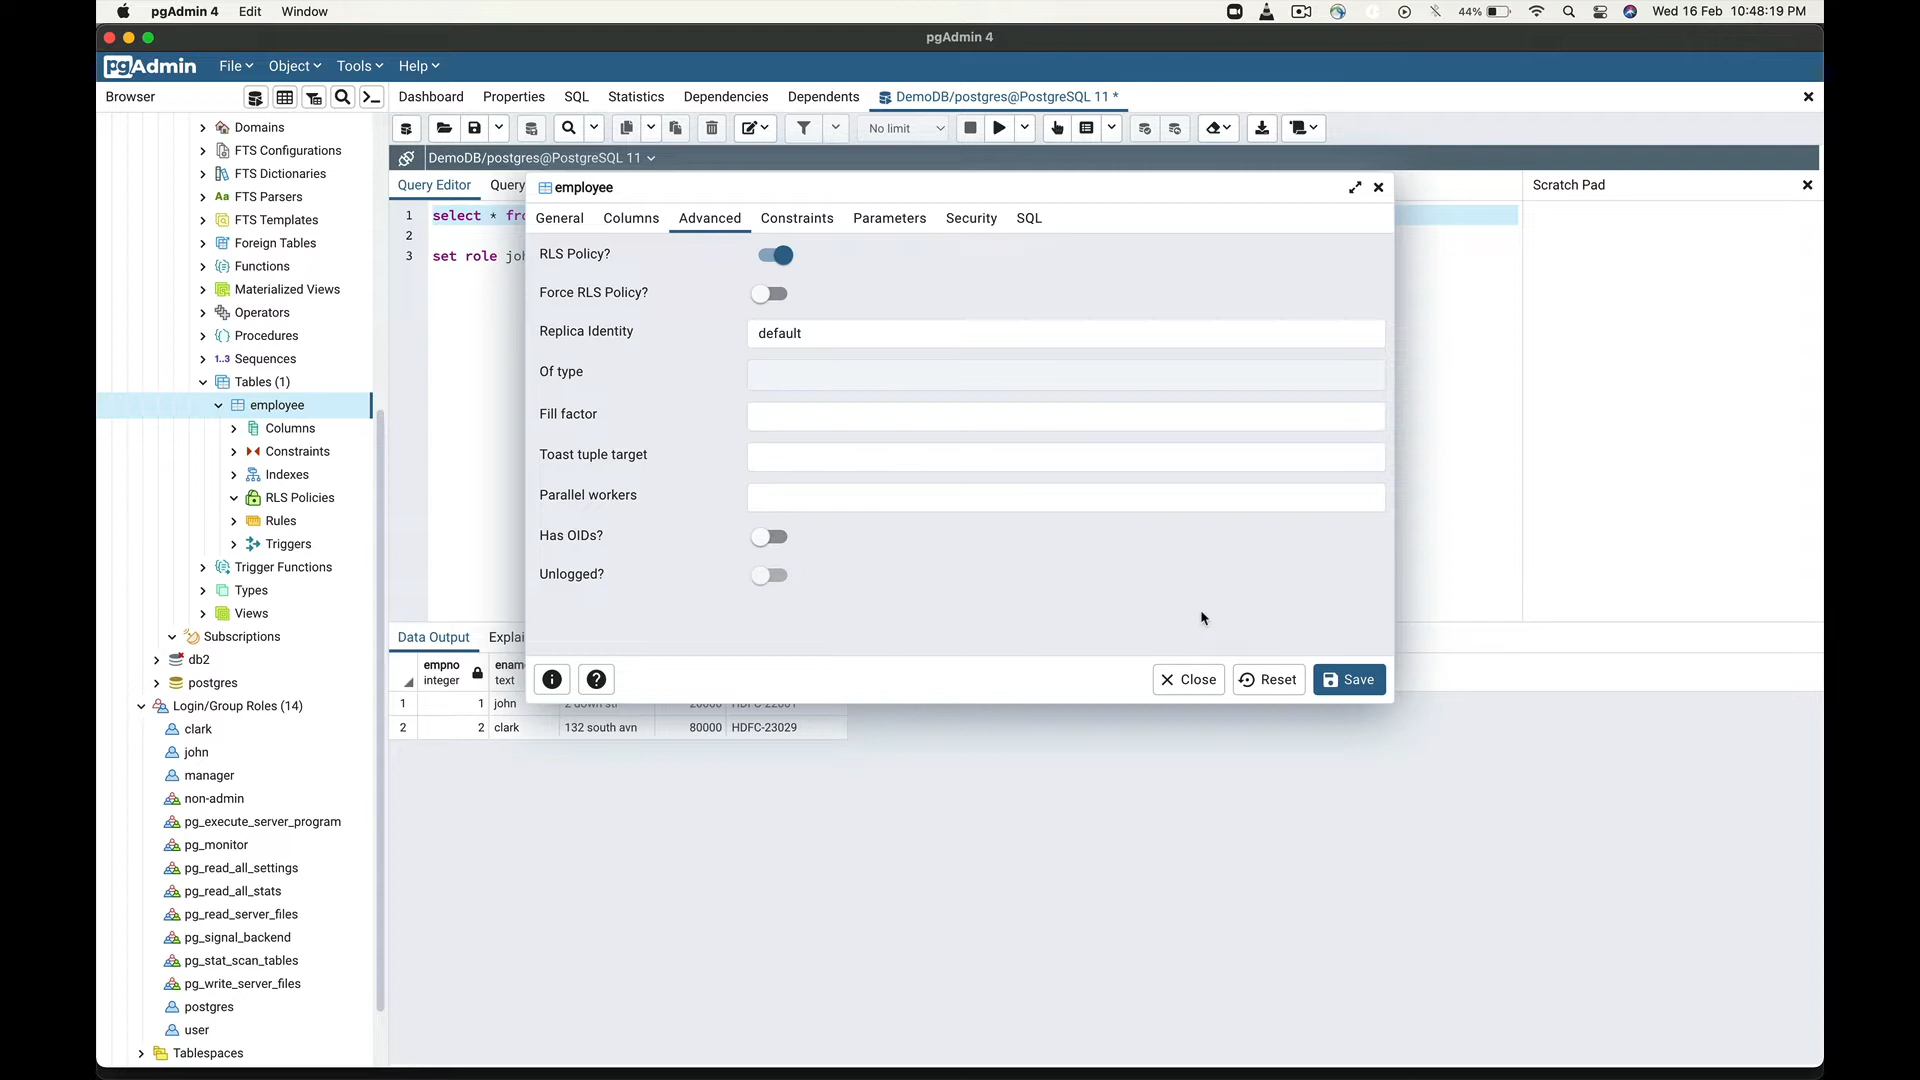 pgAdmin 4 Edit Window 44% Wed 16 Feb 10:48:19 PM
pgAdmin 4
pgAdmin File Object Tools Help
Browser
Dashboard Properties SQL Statistics Dependencies Dependents DemoDB/postgres@PostgreSQL 11 *
No limit
DemoDB/postgres@PostgreSQL 11
Query Editor Query
Scratch Pad
1 select * fro
2
3 set role joh
Domains
FTS Configurations
FTS Dictionaries
Aa FTS Parsers
FTS Templates
Foreign Tables
Functions
Materialized Views
Operators
Procedures
1..3 Sequences
Tables (1)
employee
Columns
Constraints
Indexes
RLS Policies
Rules
Triggers
Trigger Functions
Types
Views
Subscriptions
db2
postgres
Login/Group Roles (14)
clark
john
manager
non-admin
pg_execute_server_program
pg_monitor
pg_read_all_settings
pg_read_all_stats
pg_read_server_files
pg_signal_backend
pg_stat_scan_tables
pg_write_server_files
postgres
user
Tablespaces
employee
General Columns Advanced Constraints Parameters Security SQL
RLS Policy?
Force RLS Policy?
Replica Identity default
Of type
Fill factor
Toast tuple target
Parallel workers
Has OIDs?
Unlogged?
Close Reset Save
Data Output Explai
empno
integer
enam
text
1 1 john
2 2 clark 132 south avn 80000 HDFC-23029